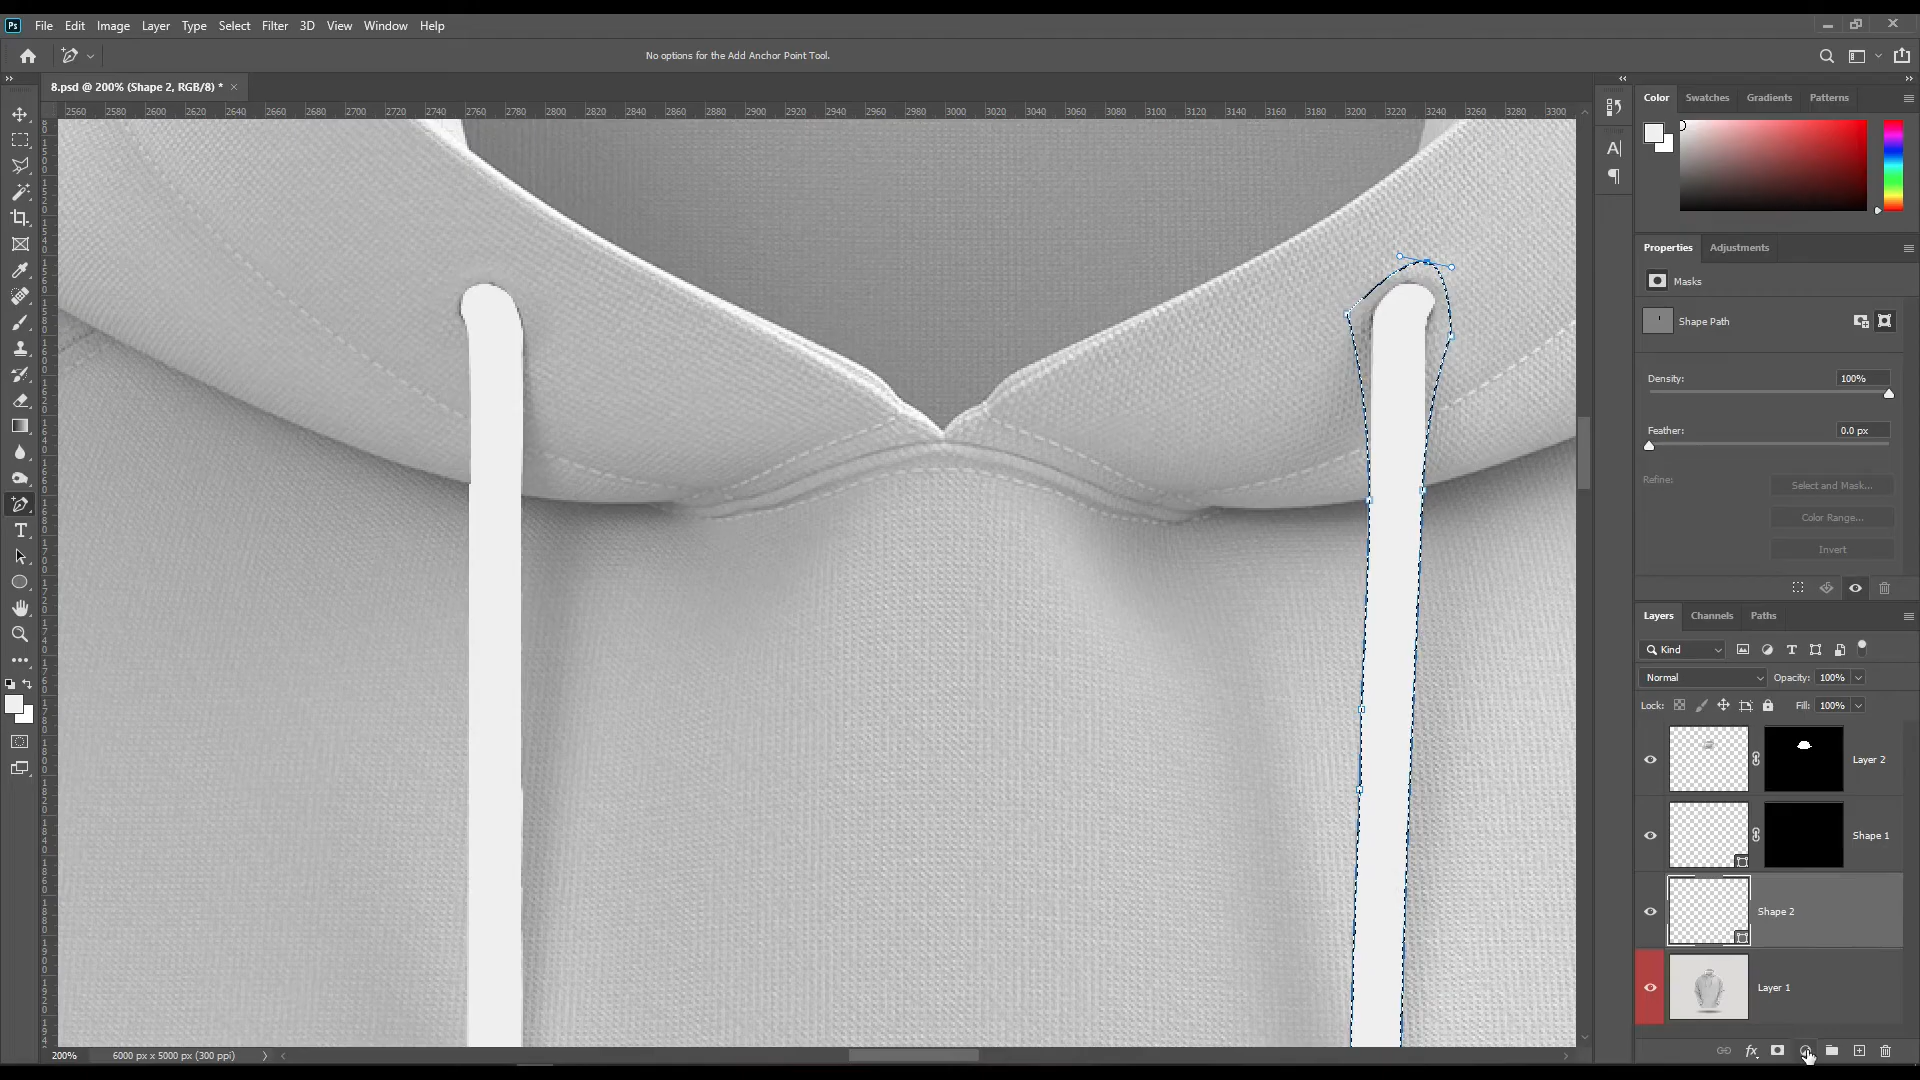 Ps File Edit Image Layer Type Select Filter 3D View Window Help
No options for the Add Anchor Point Tool.
8.psd @ 200% (Shape 2, RGB/8) *
2560 2580 2600 2620 2640 2660 2680 2700 2720 2740 2760 2780 2800 2820 2840 2860 2880 2900 2920 2940 2960 2980 3000 3020 3040 3060 3080 3100 3120 3140 3160 3180 3200 3220 3240 3260 3280 3300
Color Swatches Gradients Patterns
Properties Adjustments
Masks
Shape Path
Density: 100%
Feather: 0.0 px
Refine: Select and Mask...
Color Range...
Invert
Layers Channels Paths
Kind
Normal Opacity: 100%
Lock: Fill: 100%
Layer 2
Shape 1
Shape 2
Layer 1
fx
200% 6000 px x 5000 px (300 ppi)